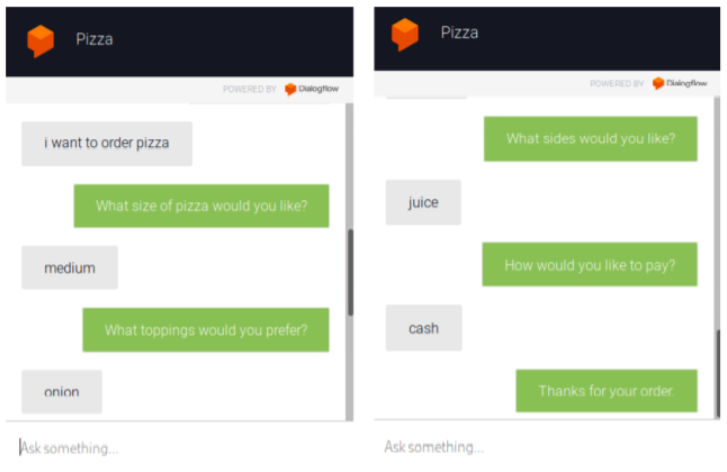 Pizza
POWERED BY Dialogflow
i want to order pizza
What size of pizza would you like?
medium
What toppings would you prefer?
onion
Ask something...
Pizza
POWERED BY Dialogflow
What sides would you like?
juice
How would you like to pay?
cash
Thanks for your order.
Ask something...